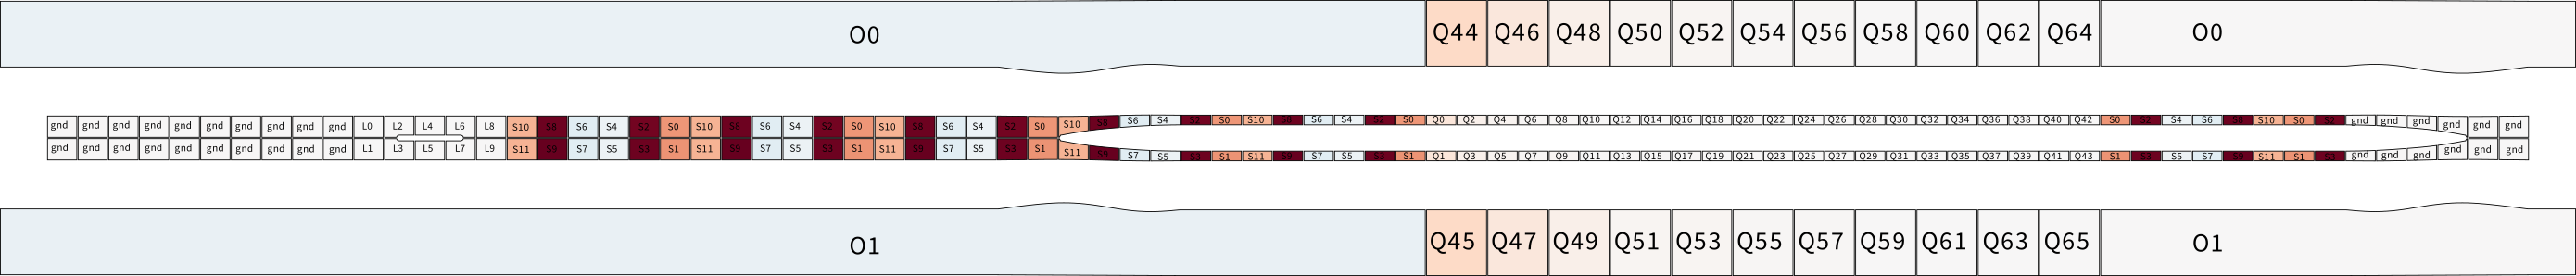 O0 Q44 Q46 Q48 Q50 Q52 Q54 Q56 Q58 Q60 Q62 Q64 O0
gnd gnd gnd gnd gnd gnd gnd gnd gnd gnd L0 L2 L4 L6 L8 S10 S8 S6 S4 S2 S0 S10 S8 S6 S4 S2 S0 S10 S8 S6 S4 S2 S0 S10 S8 S6 S4 S2 S0 S10 S8 S6 S4 S2 S0 Q0 Q2 Q4 Q6 Q8 Q10 Q12 Q14 Q16 Q18 Q20 Q22 Q24 Q26 Q28 Q30 Q32 Q34 Q36 Q38 Q40 Q42 S0 S2 S4 S6 S8 S10 S0 S2 gnd gnd gnd gnd gnd gnd
gnd gnd gnd gnd gnd gnd gnd gnd gnd gnd L1 L3 L5 L7 L9 S11 S9 S7 S5 S3 S1 S11 S9 S7 S5 S3 S1 S11 S9 S7 S5 S3 S1 S11 S9 S7 S5 S3 S1 S11 S9 S7 S5 S3 S1 Q1 Q3 Q5 Q7 Q9 Q11 Q13 Q15 Q17 Q19 Q21 Q23 Q25 Q27 Q29 Q31 Q33 Q35 Q37 Q39 Q41 Q43 S1 S3 S5 S7 S9 S11 S1 S3 gnd gnd gnd gnd gnd gnd
O1 Q45 Q47 Q49 Q51 Q53 Q55 Q57 Q59 Q61 Q63 Q65 O1